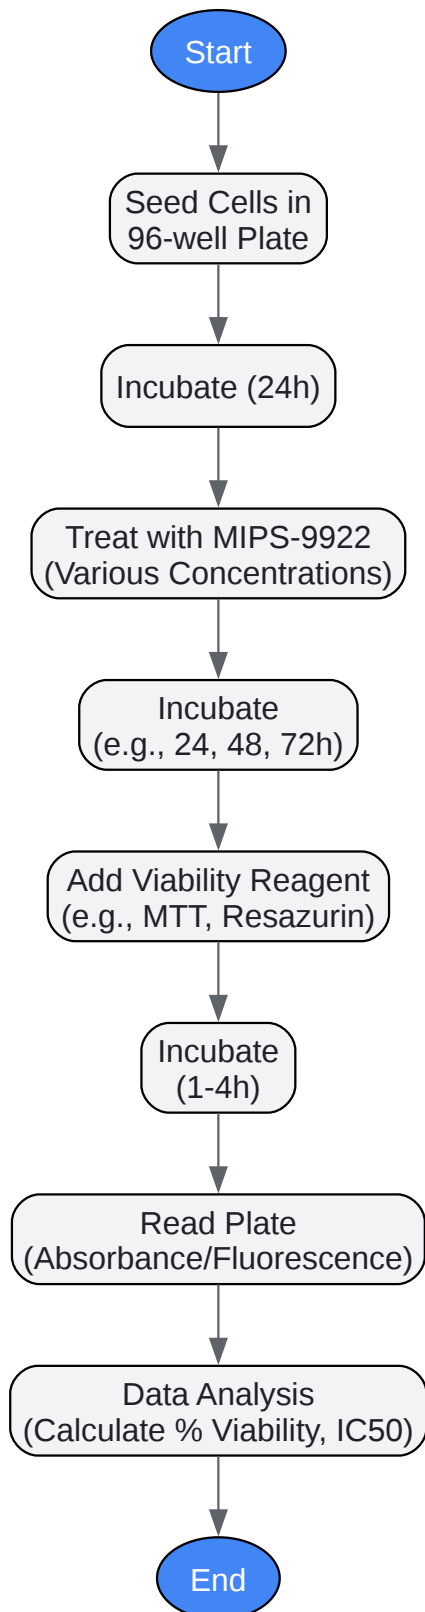 Start
Seed Cells in
96-well Plate
Incubate (24h)
Treat with MIPS-9922
(Various Concentrations)
Incubate
(e.g., 24, 48, 72h)
Add Viability Reagent
(e.g., MTT, Resazurin)
Incubate
(1-4h)
Read Plate
(Absorbance/Fluorescence)
Data Analysis
(Calculate % Viability, IC50)
End